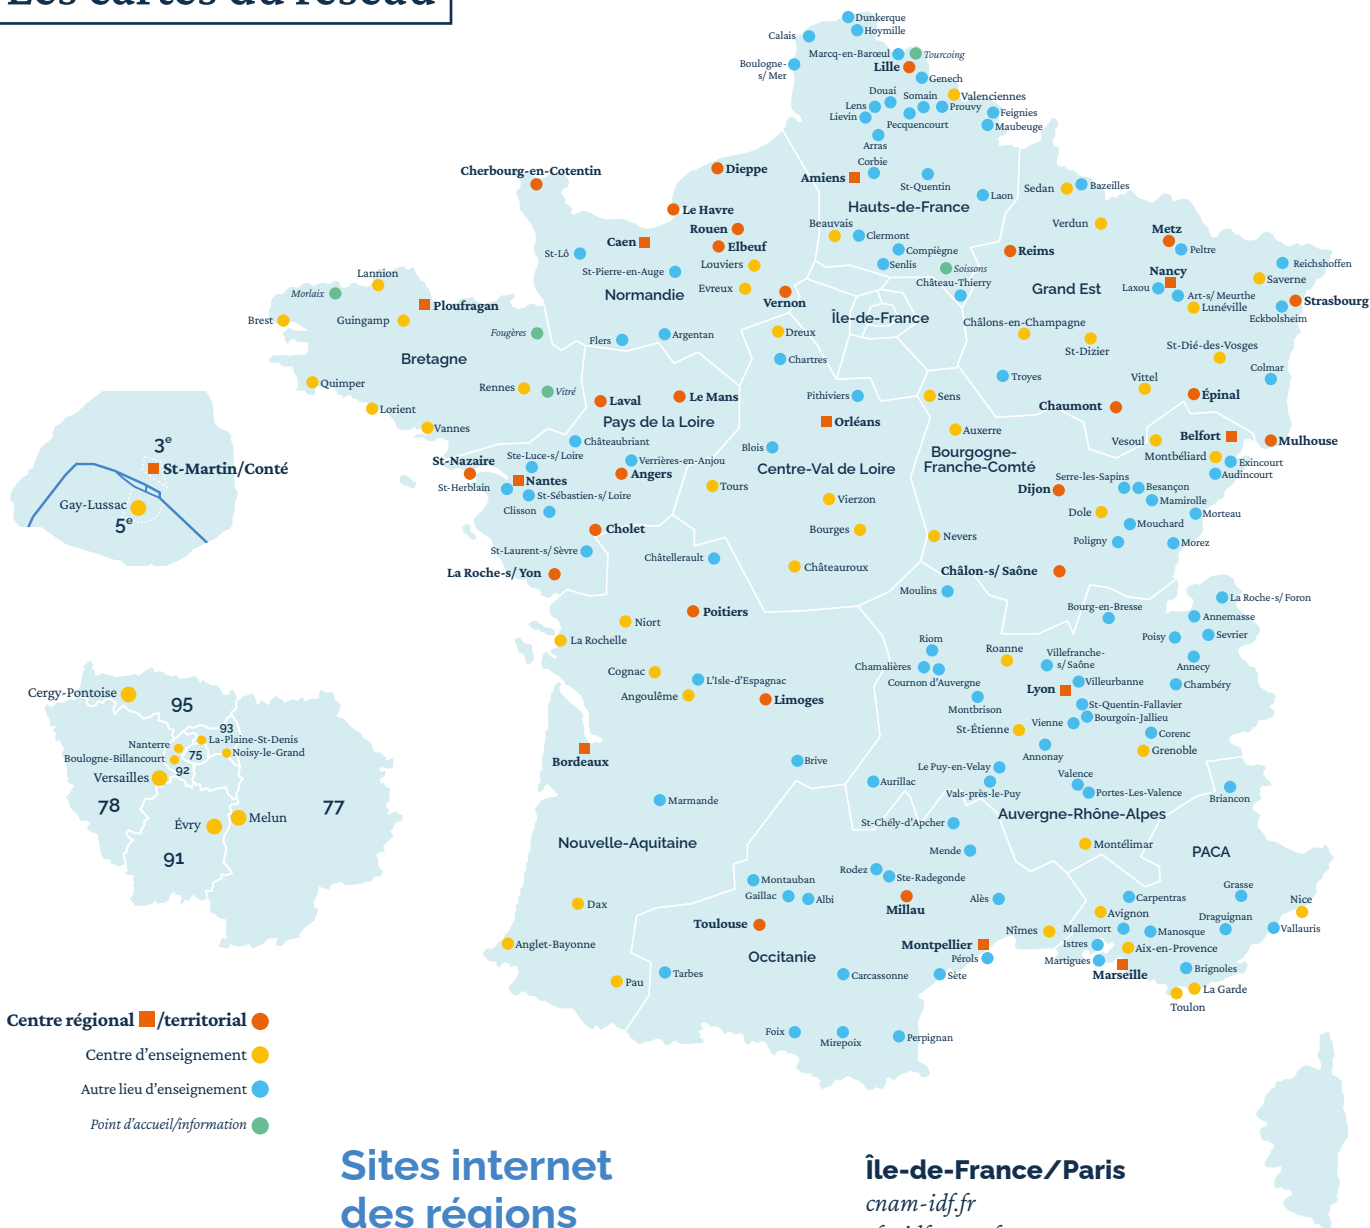 Les cartes du réseau
Dunkerque
Hoymille
Calais
Marcq-en-Barœul
Tourcoing
Boulogne-
s/ Mer
Lille
Genech
Douai
Somain
Valenciennes
Lens
Prouvy
Feignies
Lievin
Pecquencourt
Maubeuge
Arras
Corbie
Cherbourg-en-Cotentin
Dieppe
Amiens
St-Quentin
Sedan
Bazeilles
Laon
Hauts-de-France
Le Havre
Beauvais
Verdun
Rouen
Clermont
Metz
Caen
Elbeuf
Compiègne
Reims
Peltre
St-Lô
Louviers
Senlis
Soissons
Nancy
Reichshoffen
Lannion
St-Pierre-en-Auge
Château-Thierry
Saverne
Morlaix
Normandie
Evreux
Vernon
Grand Est
Laxou
Art-s/ Meurthe
Strasbourg
Ploufragan
Lunéville
Eckbolsheim
Brest
Guingamp
Île-de-France
Châlons-en-Champagne
Fougères
Flers
Argentan
Dreux
St-Dizier
St-Dié-des-Vosges
Bretagne
Chartres
Colmar
Quimper
Rennes
Vitré
Troyes
Vittel
Laval
Le Mans
Pithiviers
Sens
Épinal
Lorient
Chaumont
Pays de la Loire
Orléans
Vannes
Auxerre
3e
Châteaubriant
Blois
Vesoul
Belfort
Mulhouse
St-Martin/Conté
St-Nazaire
Ste-Luce-s/ Loire
Verrières-en-Anjou
Centre-Val de Loire
Bourgogne-
Franche-Comté
Montbéliard
Exincourt
Nantes
Angers
Serre-les-Sapins
Audincourt
St-Herblain
St-Sébastien-s/ Loire
Tours
Vierzon
Dijon
Besançon
Gay-Lussac
Clisson
Mamirolle
5e
Dole
Morteau
Cholet
Bourges
Nevers
Mouchard
St-Laurent-s/ Sèvre
Châtellerault
Poligny
Morez
La Roche-s/ Yon
Châteauroux
Châlon-s/ Saône
Moulins
La Roche-s/ Foron
Poitiers
Bourg-en-Bresse
Annemasse
Niort
La Rochelle
Riom
Roanne
Villefranche-
s/ Saône
Poisy
Sevrier
Cognac
Chamalières
Annecy
L'Isle-d'Espagnac
Cournon d'Auvergne
Lyon
Villeurbanne
Chambéry
Cergy-Pontoise
Angoulême
Limoges
Montbrison
St-Quentin-Fallavier
95
Bourgoin-Jallieu
93
St-Étienne
Vienne
Corenc
La-Plaine-St-Denis
Nanterre
Grenoble
Boulogne-Billancourt
75
Noisy-le-Grand
Annonay
92
Bordeaux
Brive
Le Puy-en-Velay
Versailles
Aurillac
Valence
Vals-près-le-Puy
Portes-Les-Valence
Briancon
78
77
Marmande
Auvergne-Rhône-Alpes
Évry
Melun
St-Chély-d'Apcher
Nouvelle-Aquitaine
Montélimar
PACA
91
Mende
Rodez
Ste-Radegonde
Montauban
Grasse
Gaillac
Albi
Alès
Carpentras
Nice
Dax
Millau
Avignon
Draguignan
Toulouse
Nîmes
Mallemort
Manosque
Vallauris
Anglet-Bayonne
Montpellier
Istres
Aix-en-Provence
Occitanie
Pérols
Martigues
Brignoles
Pau
Tarbes
Carcassonne
Sète
Marseille
La Garde
Toulon
Centre régional /territorial
Foix
Mirepoix
Perpignan
Centre d'enseignement
Autre lieu d'enseignement
Point d'accueil/information
Sites internet
des régions
Île-de-France/Paris
cnam-idf.fr